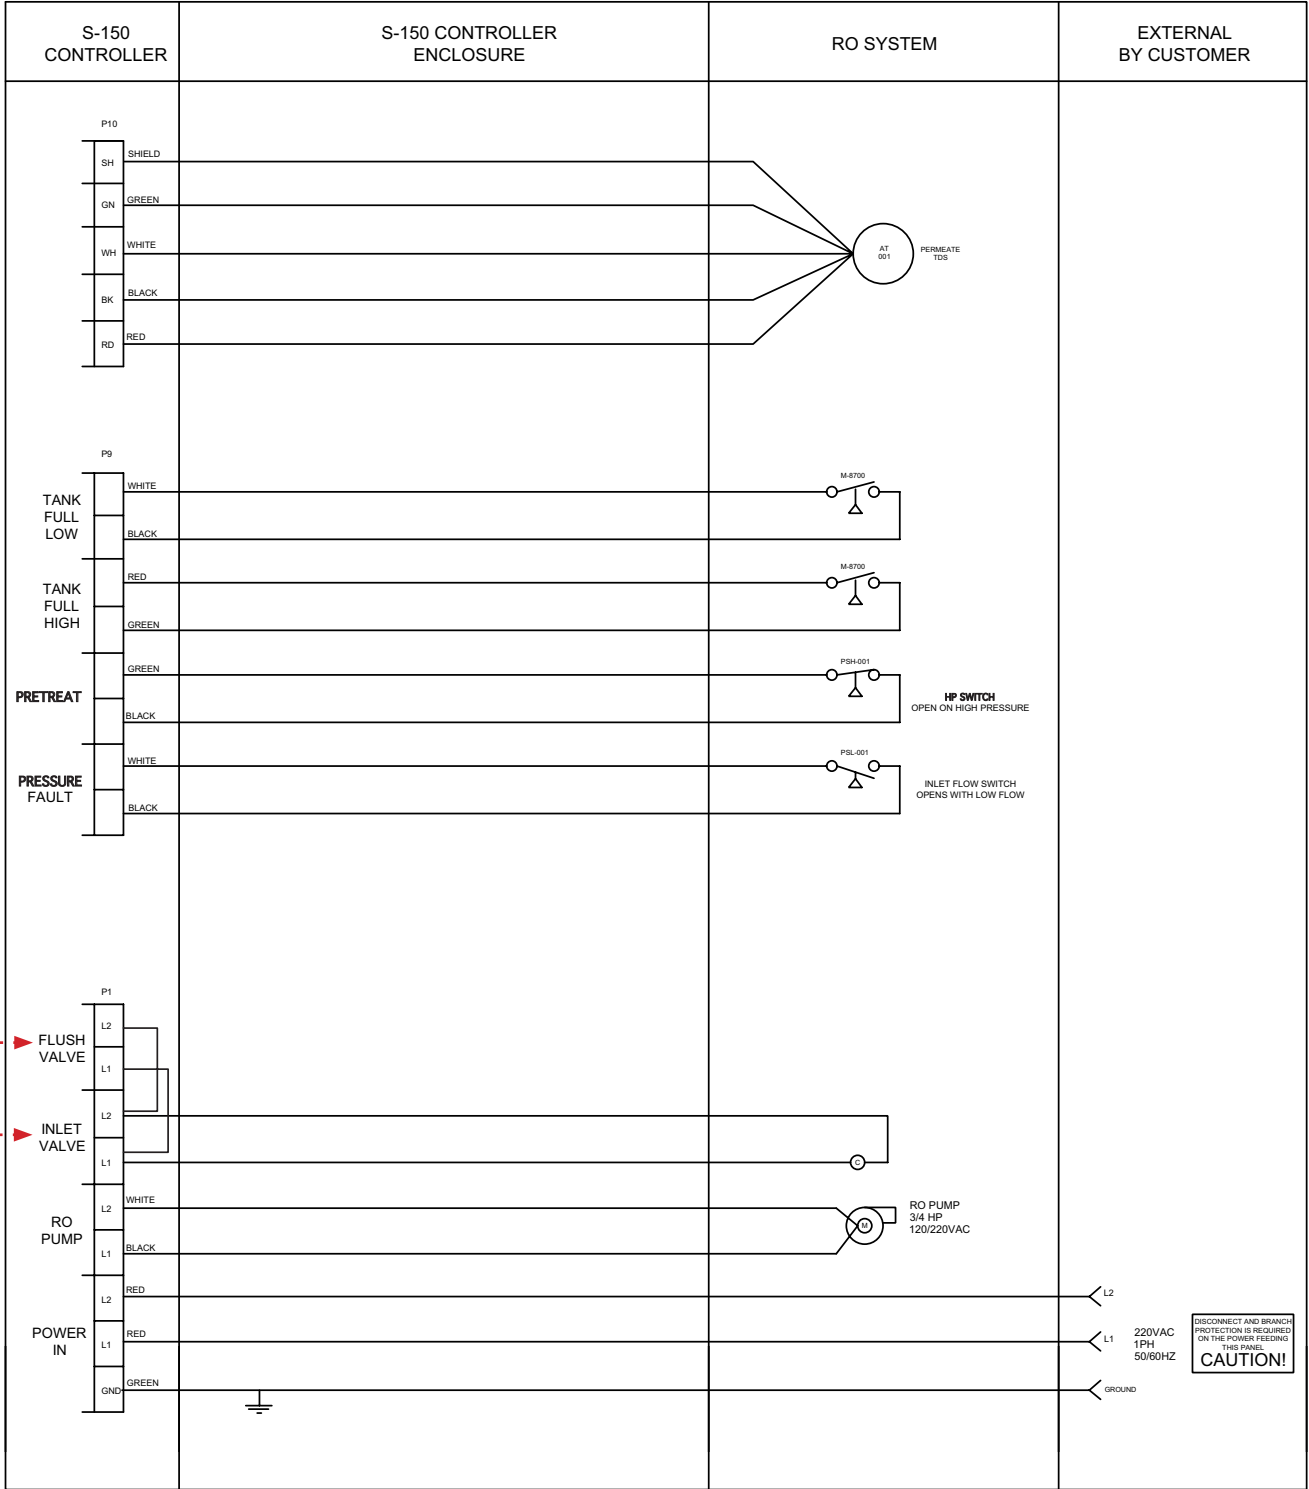 S-150
CONTROLLER
S-150 CONTROLLER
ENCLOSURE
RO SYSTEM
EXTERNAL
BY CUSTOMER
P10
SH
SHIELD
GN
GREEN
WH
WHITE
BK
BLACK
RD
RED
AT
001
PERMEATE
TDS
P9
TANK
FULL
LOW
WHITE
BLACK
M-8700
TANK
FULL
HIGH
RED
GREEN
M-8700
PRETREAT
GREEN
BLACK
PSH-001
HP SWITCH
OPEN ON HIGH PRESSURE
PRESSURE
FAULT
WHITE
BLACK
PSL-001
INLET FLOW SWITCH
OPENS WITH LOW FLOW
P1
FLUSH
VALVE
L2
L1
INLET
VALVE
L2
L1
C
RO
PUMP
L2
WHITE
L1
BLACK
M
RO PUMP
3/4 HP
120/220VAC
POWER
IN
L2
RED
L1
RED
GND
GREEN
L2
L1
GROUND
220VAC
1PH
50/60HZ
DISCONNECT AND BRANCH
PROTECTION IS REQUIRED
ON THE POWER FEEDING
THIS PANEL
CAUTION!